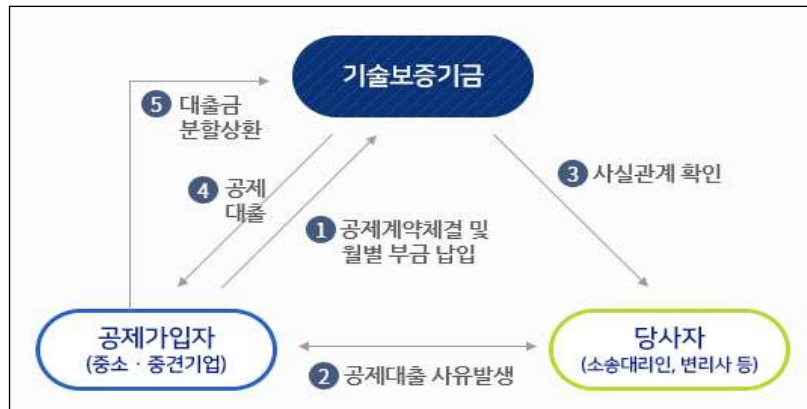 기술보증기금
5 대출금
분할상환
3 사실관계 확인
4 공제
대출
1 공제계약체결 및
월별 부금 납입
공제가입자
(중소 · 중견기업)
당사자
(소송대리인, 변리사 등)
2 공제대출 사유발생